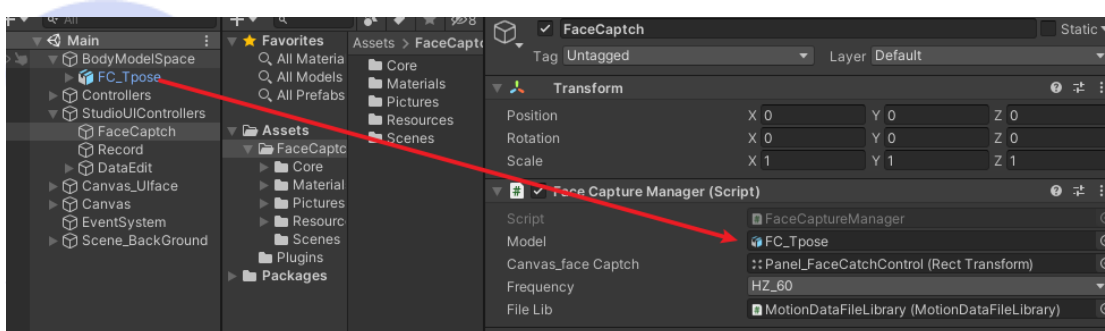 All
8
Main
BodyModelSpace
FC_Tpose
Controllers
StudioUIControllers
FaceCaptch
Record
DataEdit
Canvas_UIface
Canvas
EventSystem
Scene_BackGround
Favorites
All Materia
All Models
All Prefabs
Assets
FaceCaptc
Core
Material
Pictures
Resourc
Scenes
Plugins
Packages
Assets > FaceCapto
Core
Materials
Pictures
Resources
Scenes
FaceCaptch
Static
Tag Untagged Layer Default
Transform
Position X 0 Y 0 Z 0
Rotation X 0 Y 0 Z 0
Scale X 1 Y 1 Z 1
# Face Capture Manager (Script)
Script FaceCaptureManager
Model FC_Tpose
Canvas_face Captch Panel_FaceCatchControl (Rect Transform)
Frequency HZ_60
File Lib MotionDataFileLibrary (MotionDataFileLibrary)